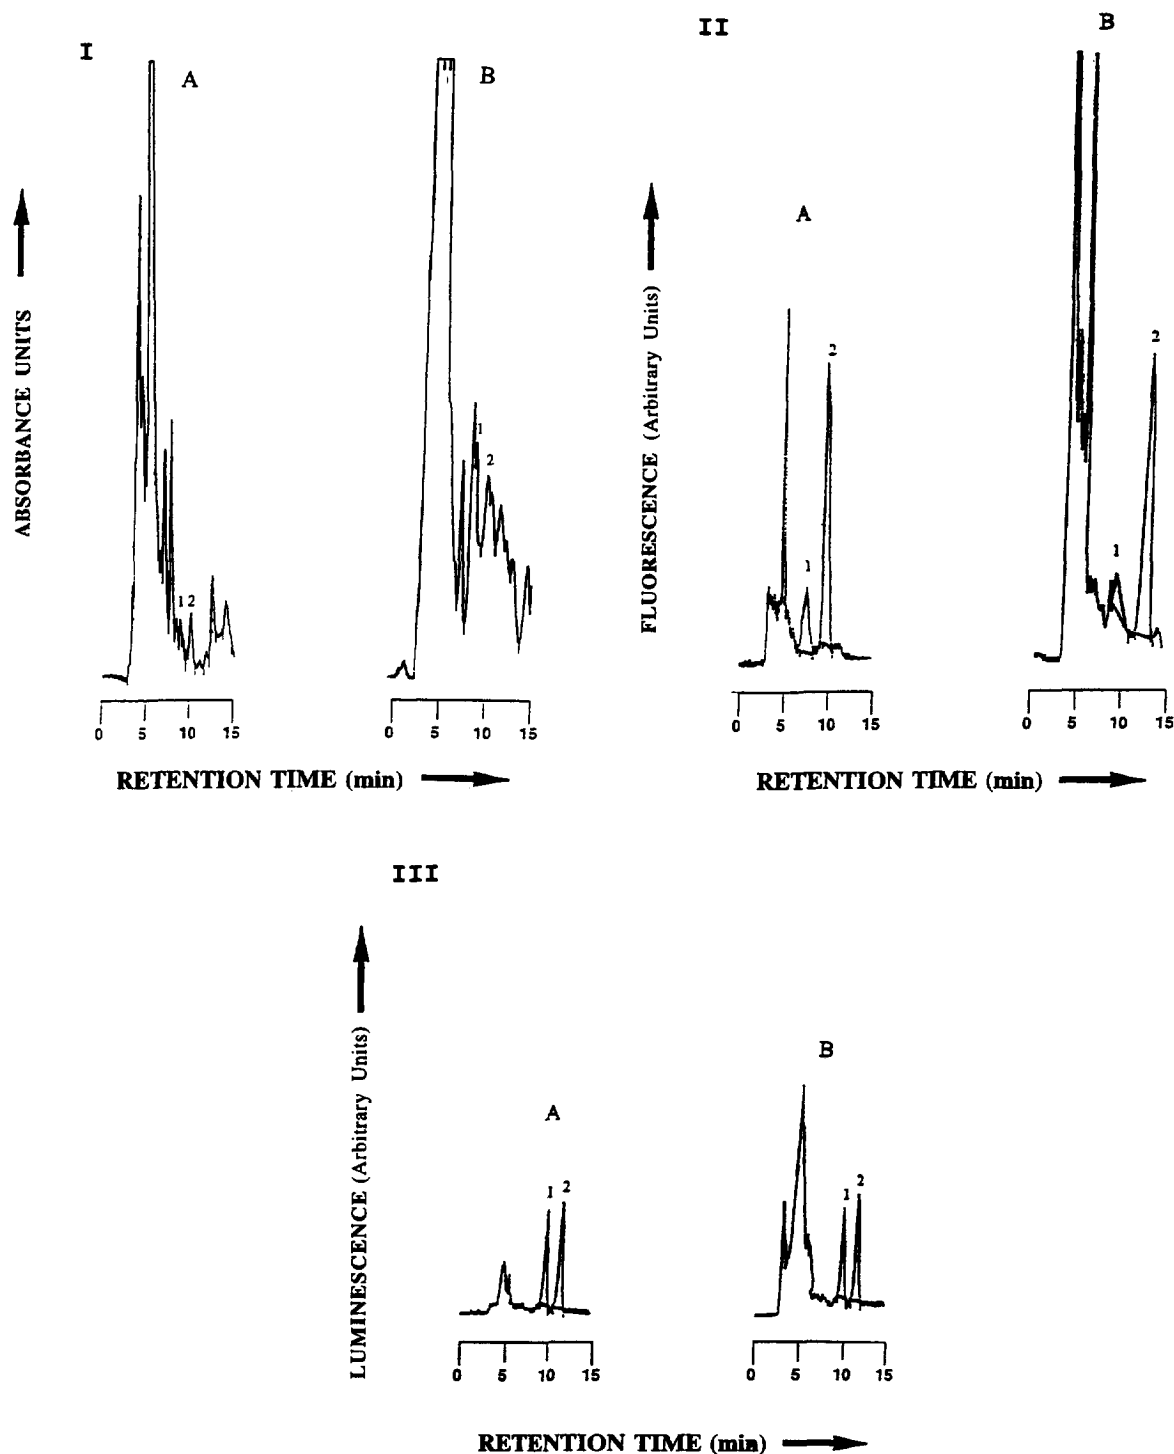 I
A
B
ABSORBANCE UNITS
1 2
1
2
0 5 10 15
0 5 10 15
RETENTION TIME (min)
II
A
B
FLUORESCENCE (Arbitrary Units)
1
2
1
2
0 5 10 15
0 5 10 15
RETENTION TIME (min)
III
A
B
LUMINESCENCE (Arbitrary Units)
1 2
1 2
0 5 10 15
0 5 10 15
RETENTION TIME (min)